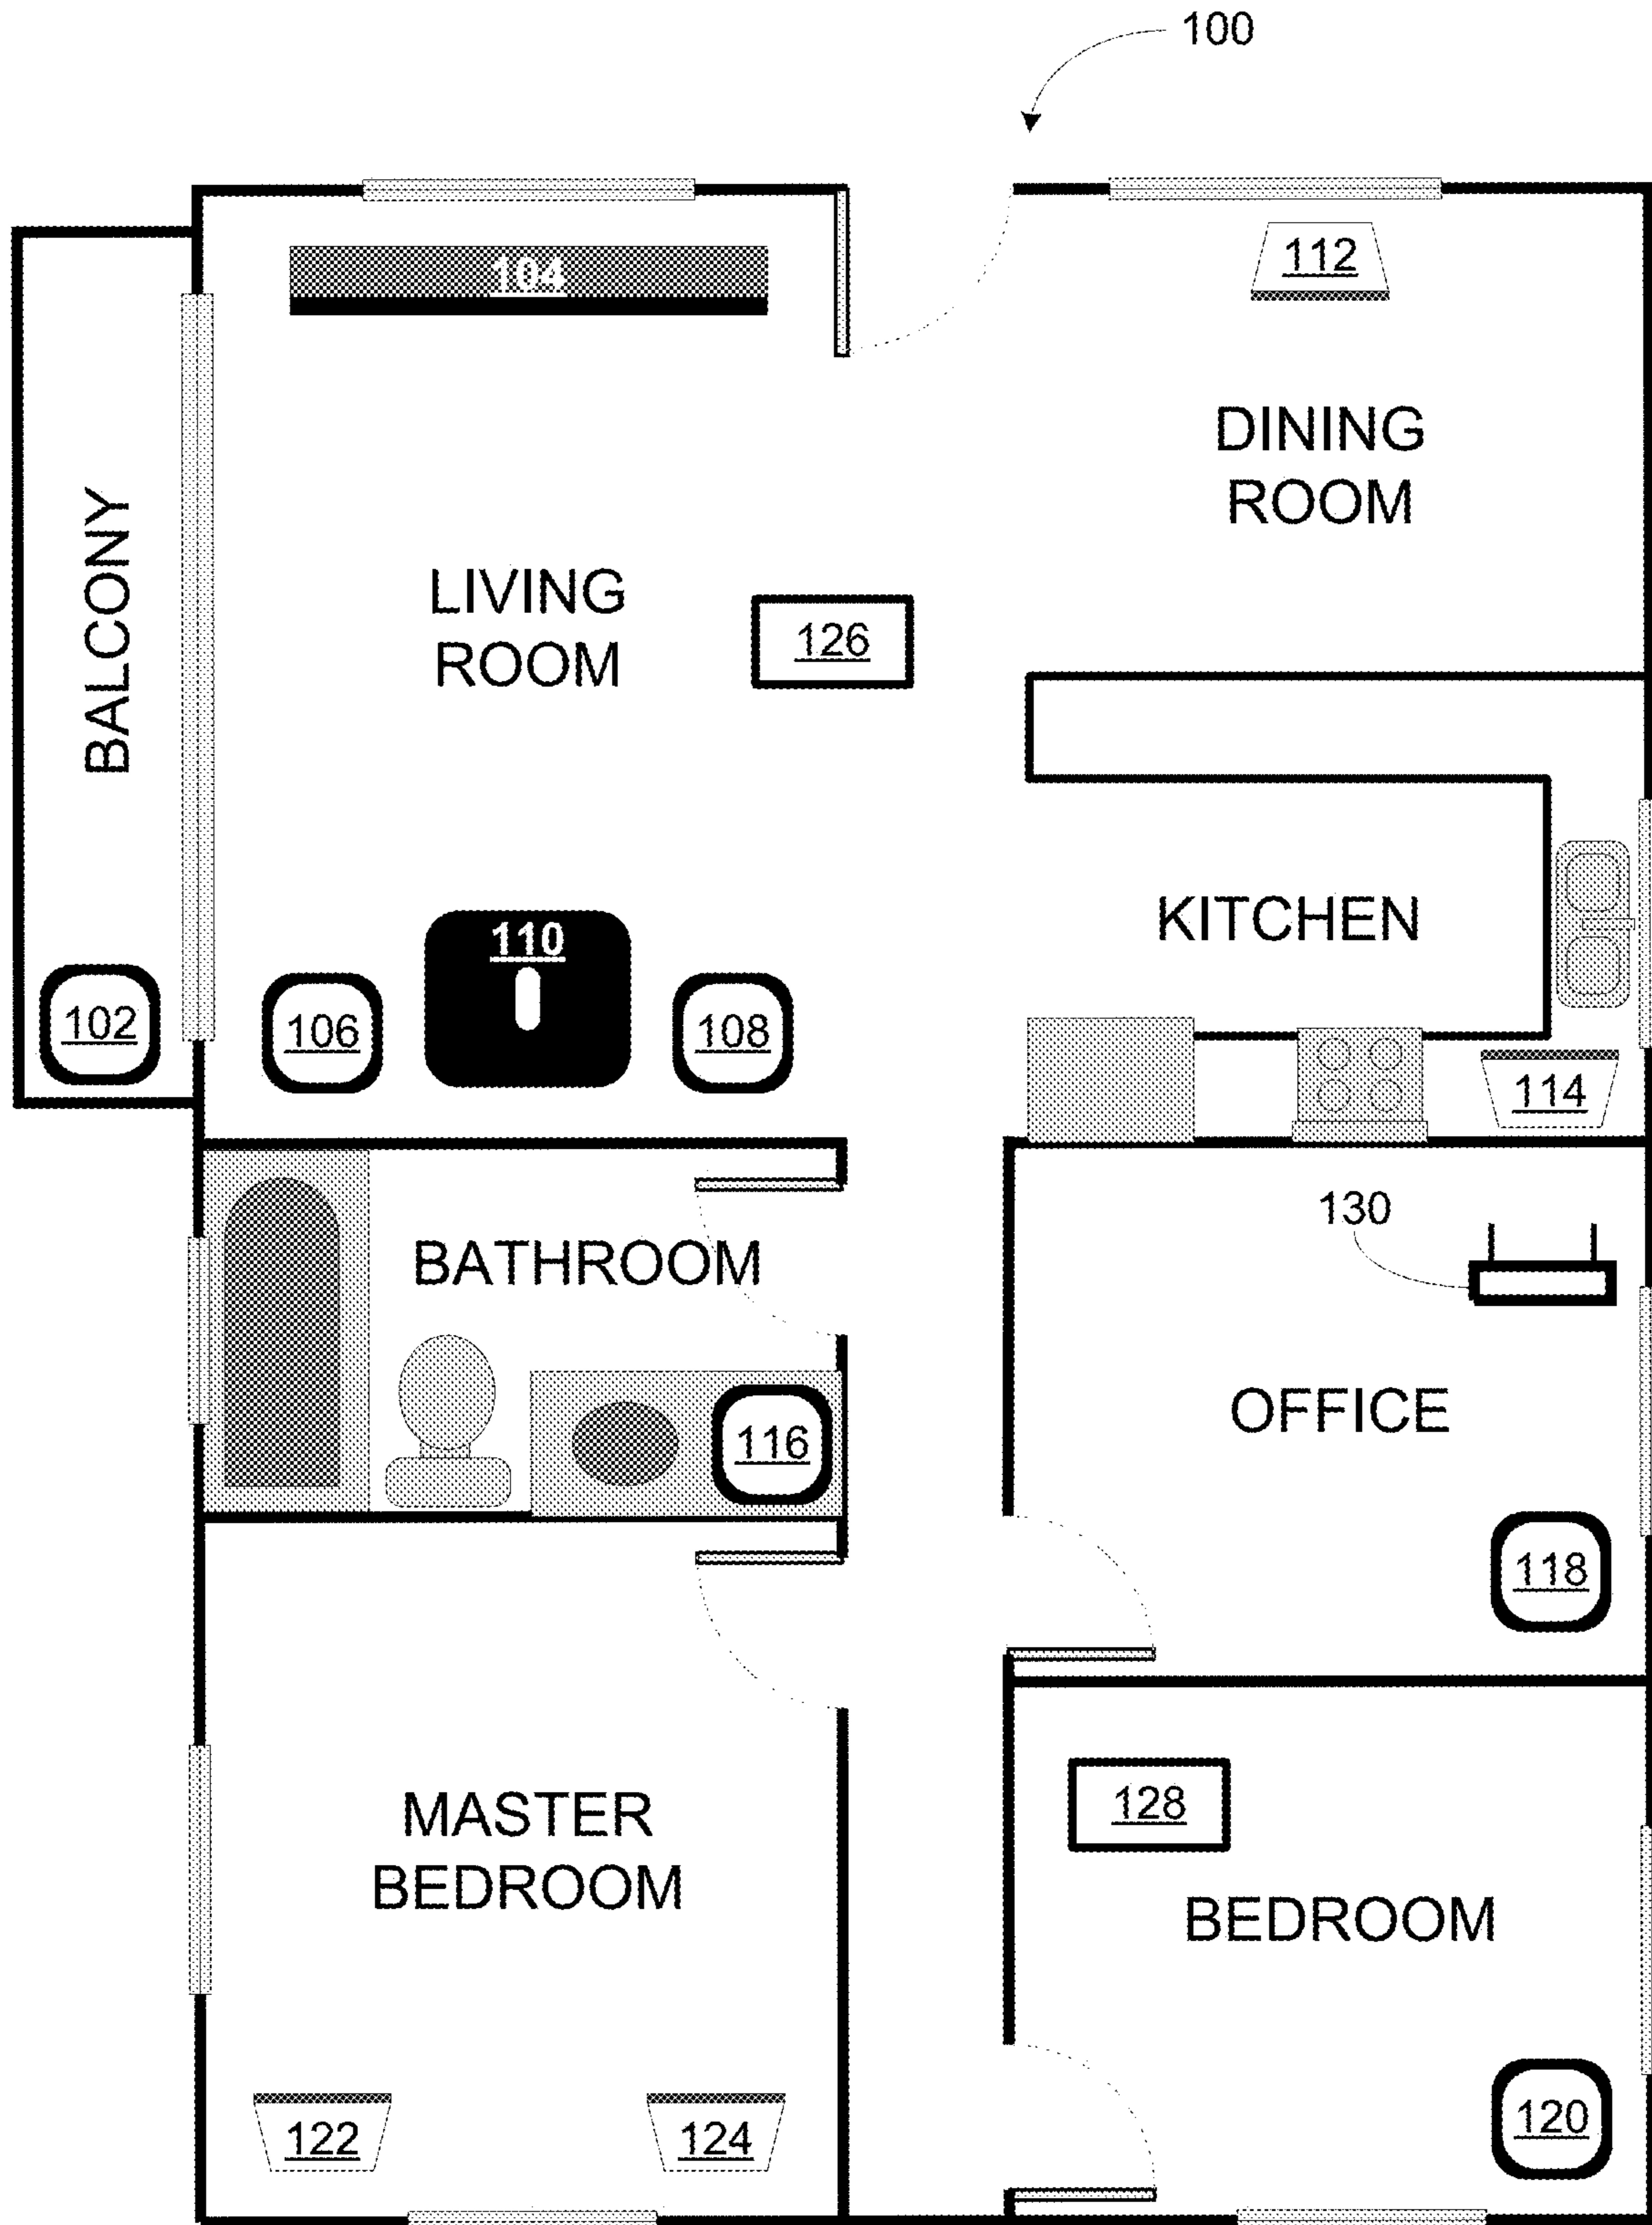 100
104
112
DINING
ROOM
BALCONY
LIVING
ROOM
126
110
KITCHEN
102
106
108
114
130
BATHROOM
OFFICE
116
118
MASTER
BEDROOM
128
BEDROOM
122
124
120